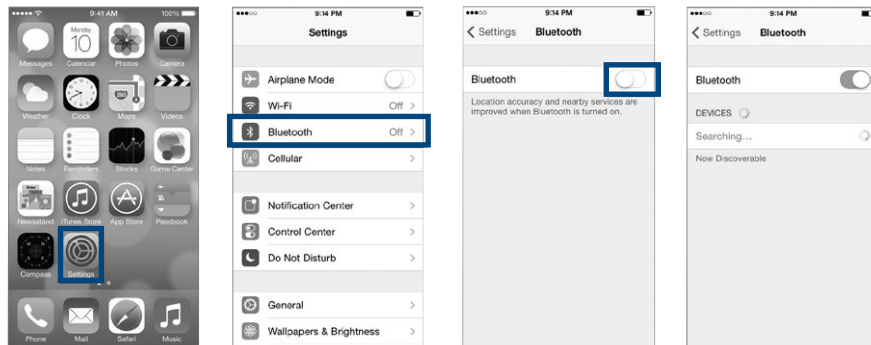 9:41 AM
100%
Monday
10
Messages
Calendar
Photos
Camera
Weather
Clock
Maps
Videos
Notes
Reminders
Stocks
Game Center
Newsstand
iTunes Store
App Store
Passbook
Compass
Settings
Phone
Mail
Safari
Music
9:14 PM
Settings
Airplane Mode
Wi-Fi
Off
Bluetooth
Off
Cellular
Notification Center
Control Center
Do Not Disturb
General
Wallpapers & Brightness
9:14 PM
Settings
Bluetooth
Bluetooth
Location accuracy and nearby services are
improved when Bluetooth is turned on.
9:14 PM
Settings
Bluetooth
Bluetooth
DEVICES
Searching...
Now Discoverable